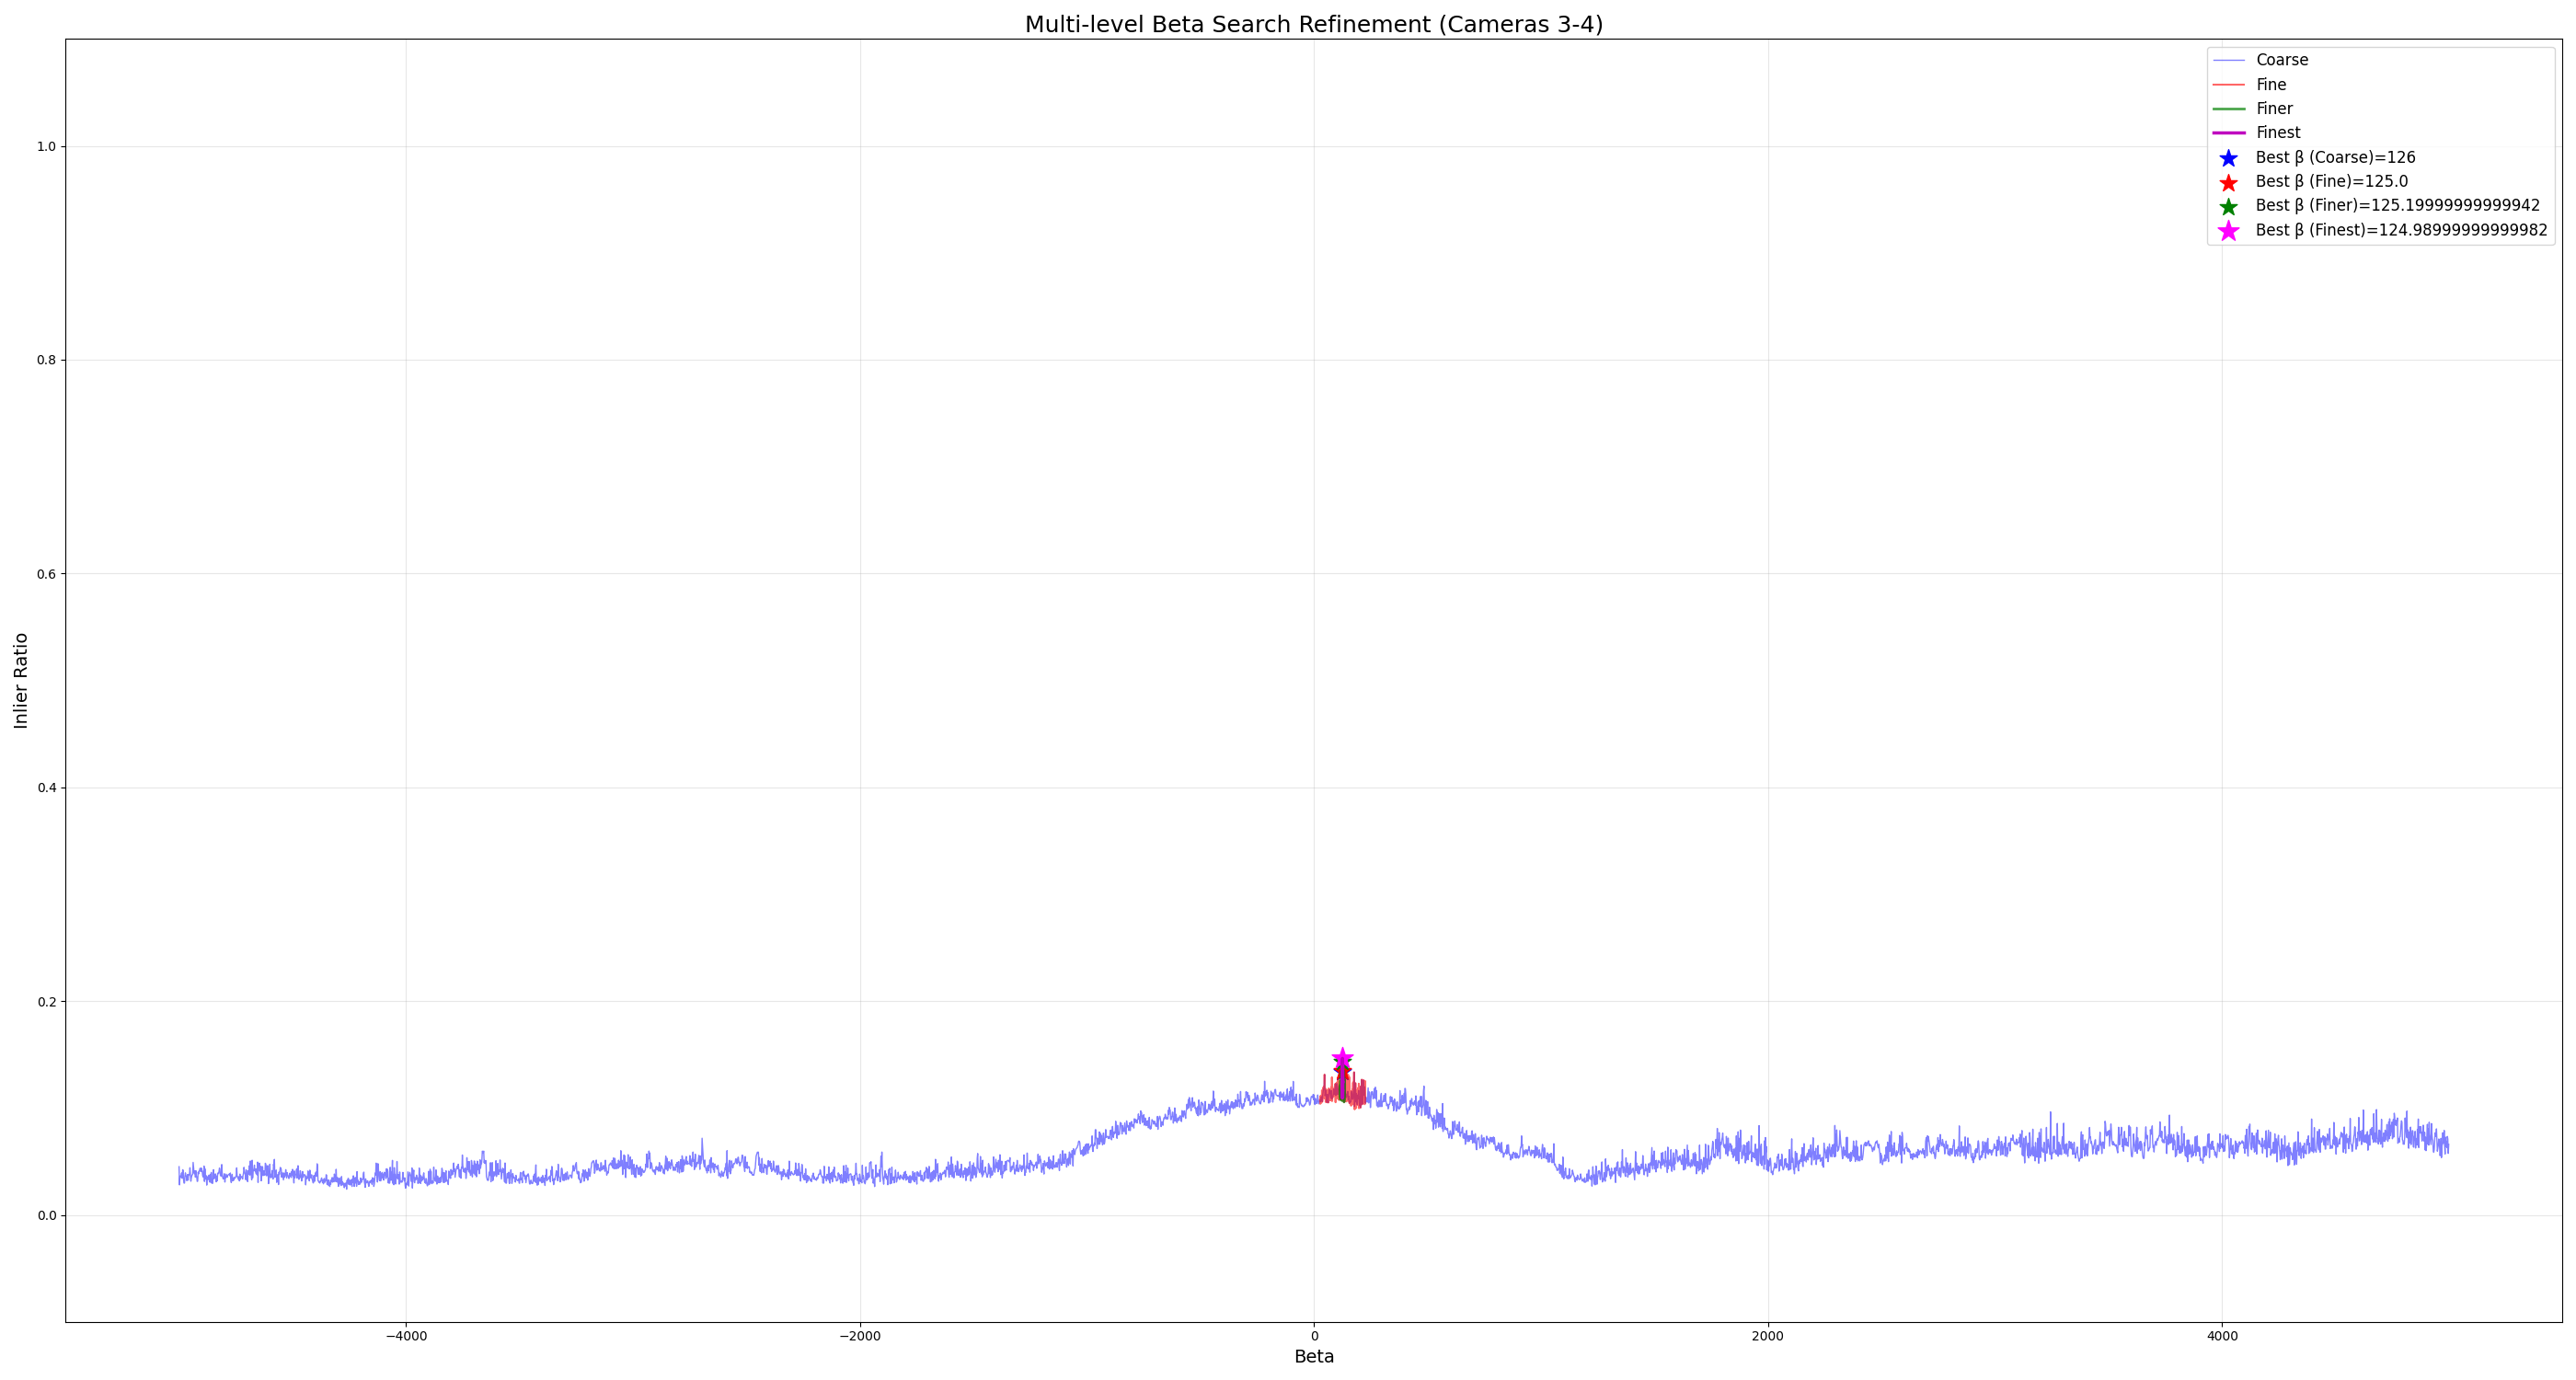 Multi-level Beta Search Refinement (Cameras 3-4)
Coarse
Fine
Finer
Finest
Best β (Coarse)=126
Best β (Fine)=125.0
Best β (Finer)=125.19999999999942
Best β (Finest)=124.98999999999982
Inlier Ratio
1.0
0.8
0.6
0.4
0.2
0.0
−4000
−2000
0
2000
4000
Beta